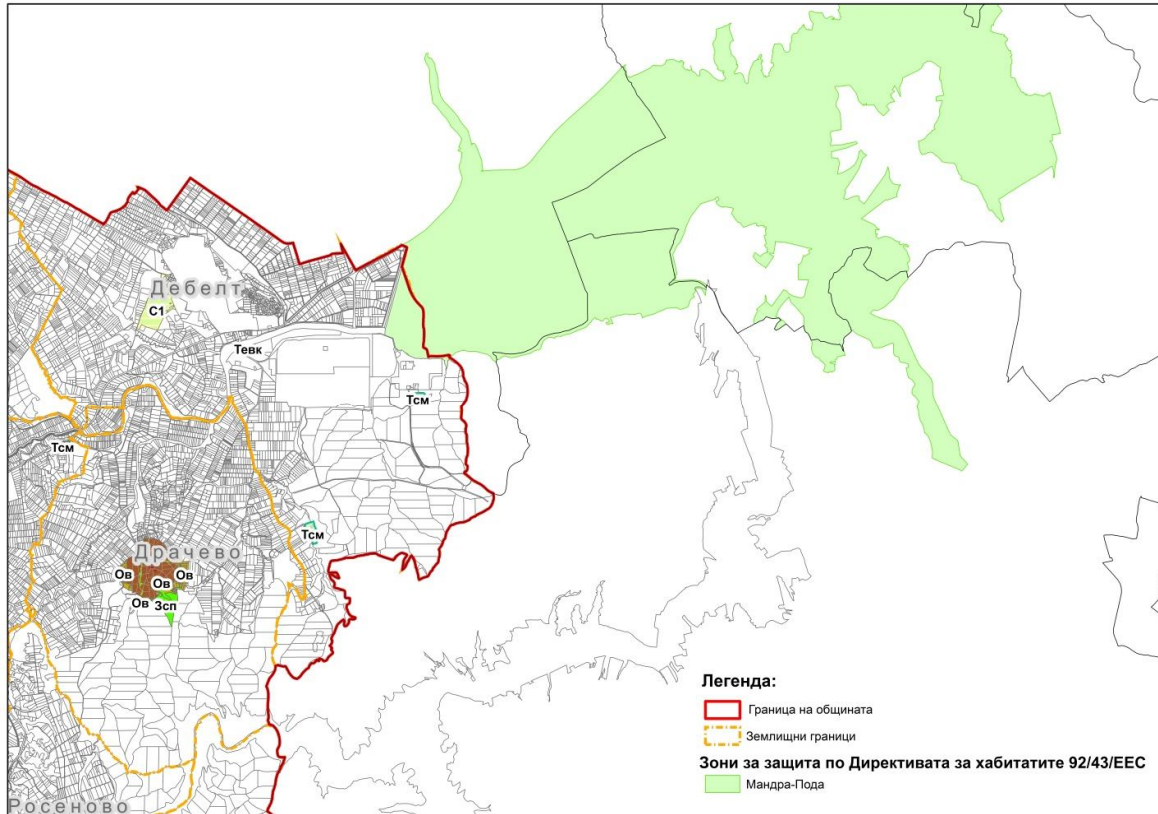 Дебелт
С1
Тевк
Тсм
Тсм
Тсм
Драчево
Ов
Ов
Ов
Ов
Зсп
Росеново
Легенда:
Граница на общината
Землищни граници
Зони за защита по Директивата за хабитатите 92/43/ЕЕС
Мандра-Пода